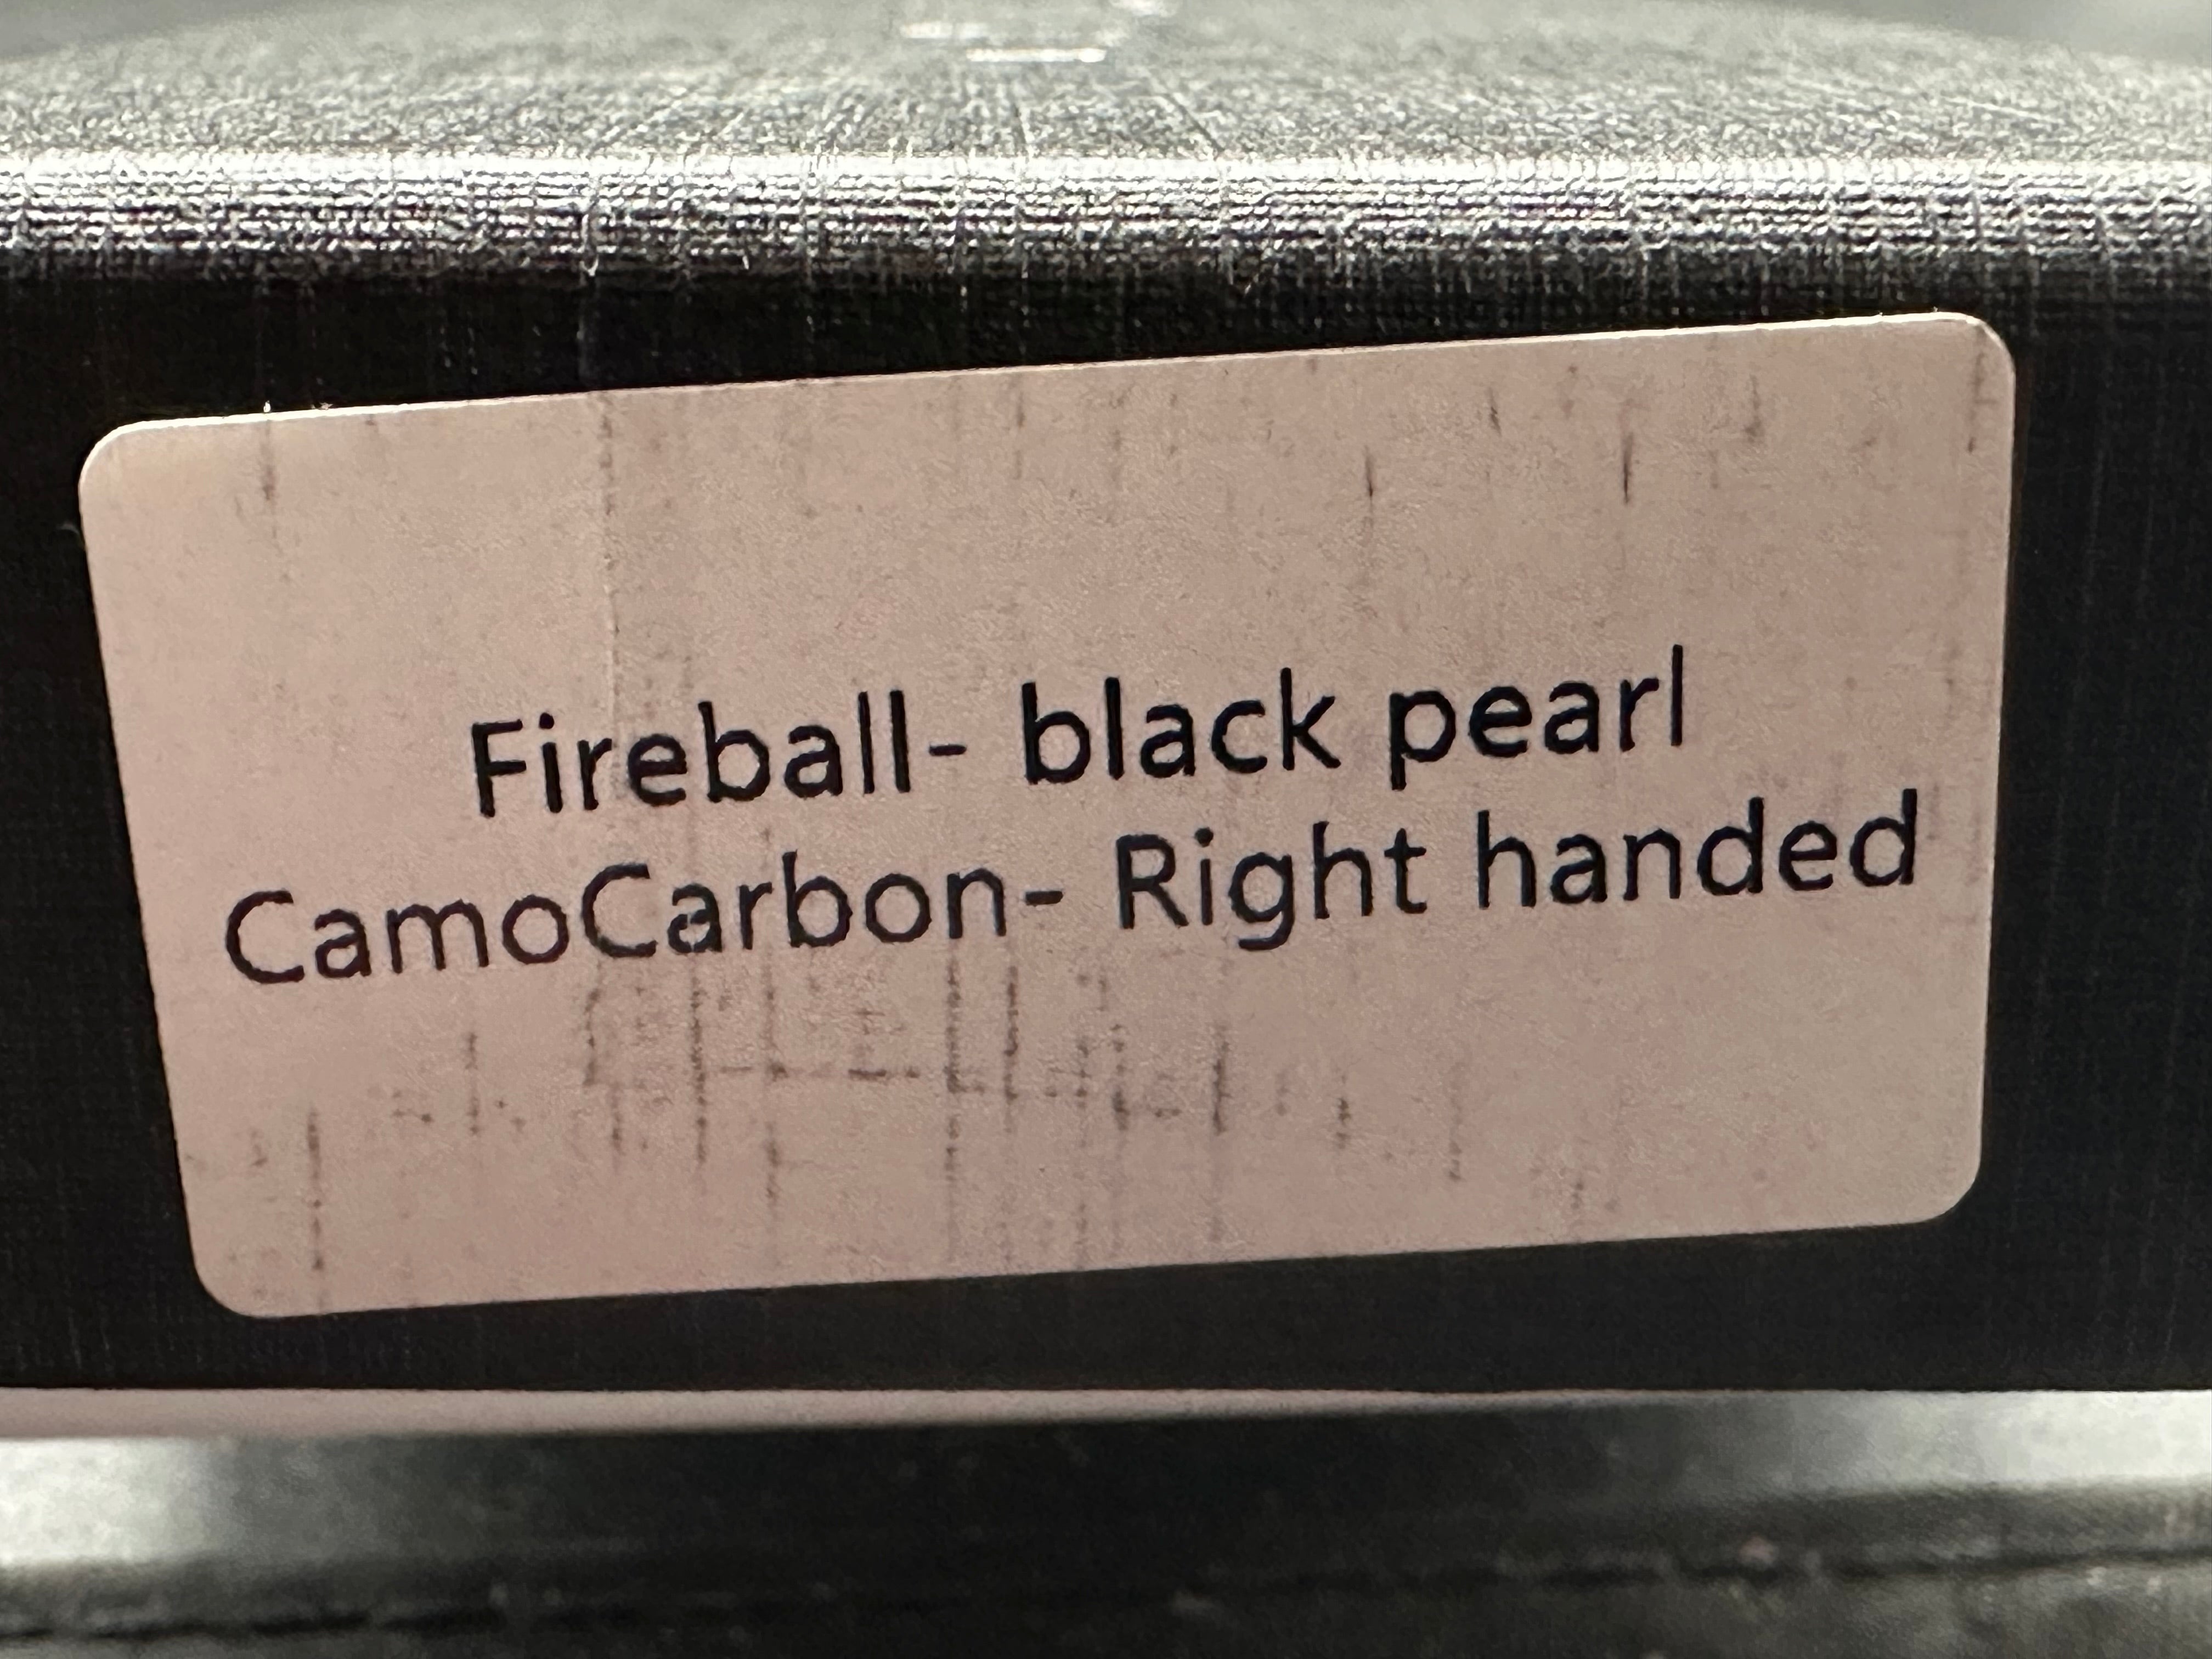 Fireball- black pearl
CamoCarbon- Right handed